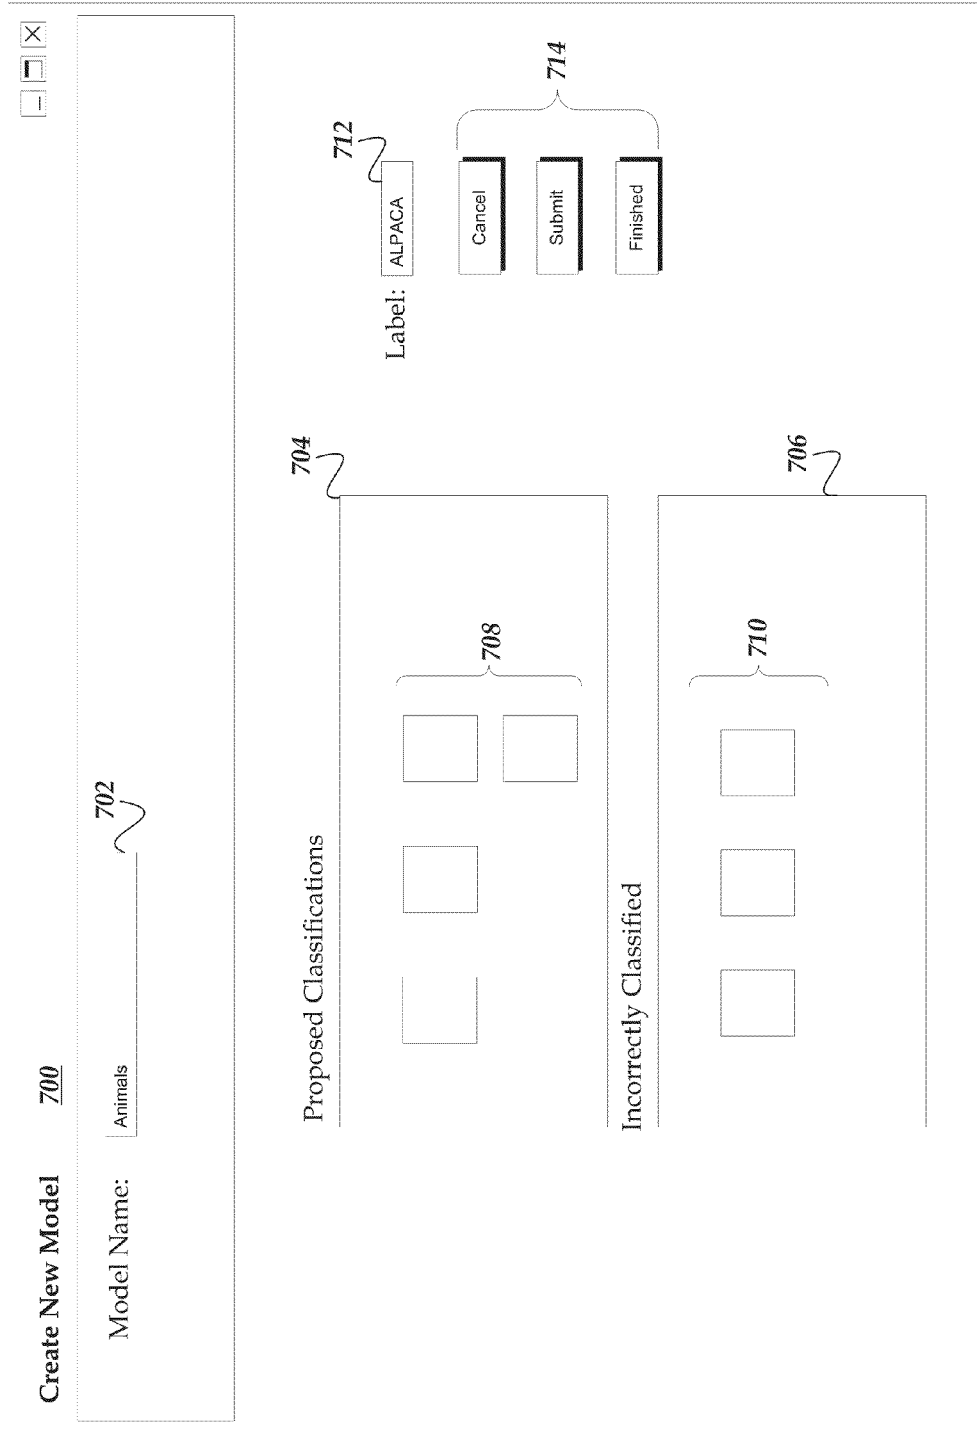 Create New Model 700
Model Name: Animals
702
Proposed Classifications
704
708
Incorrectly Classified
706
710
Label: ALPACA
712
Cancel
Submit
Finished
714